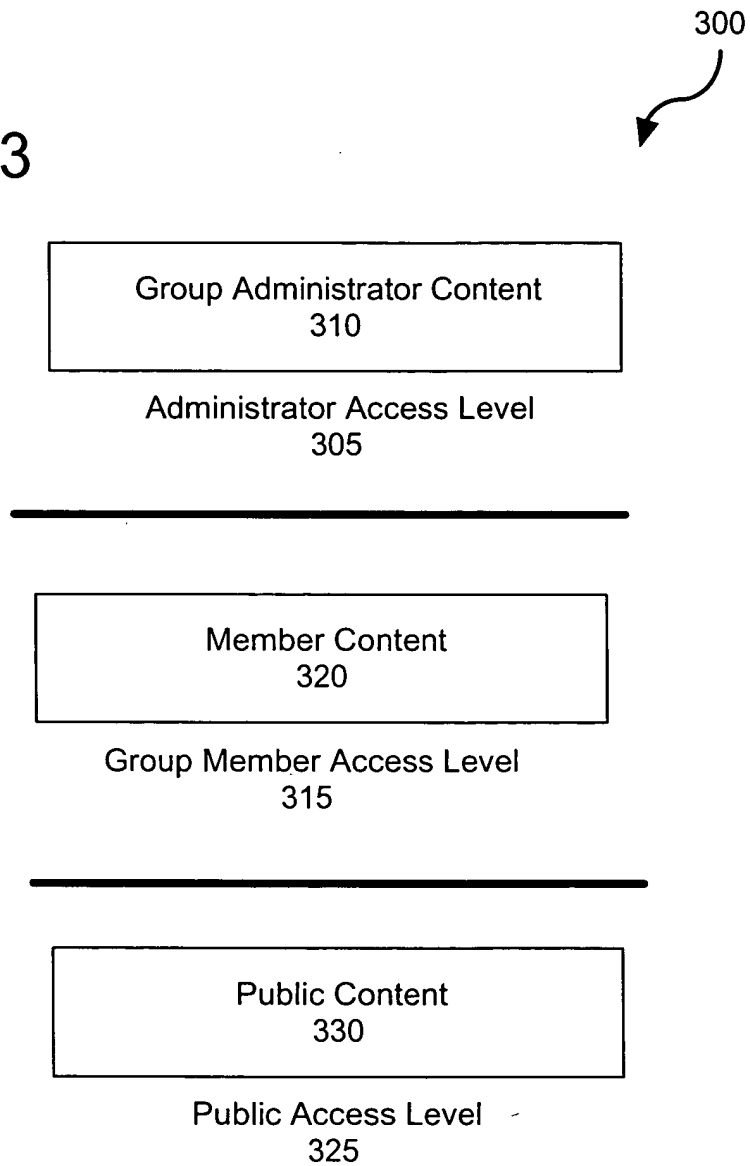 300
3
Group Administrator Content
310
Administrator Access Level
305
Member Content
320
Group Member Access Level
315
Public Content
330
Public Access Level
325